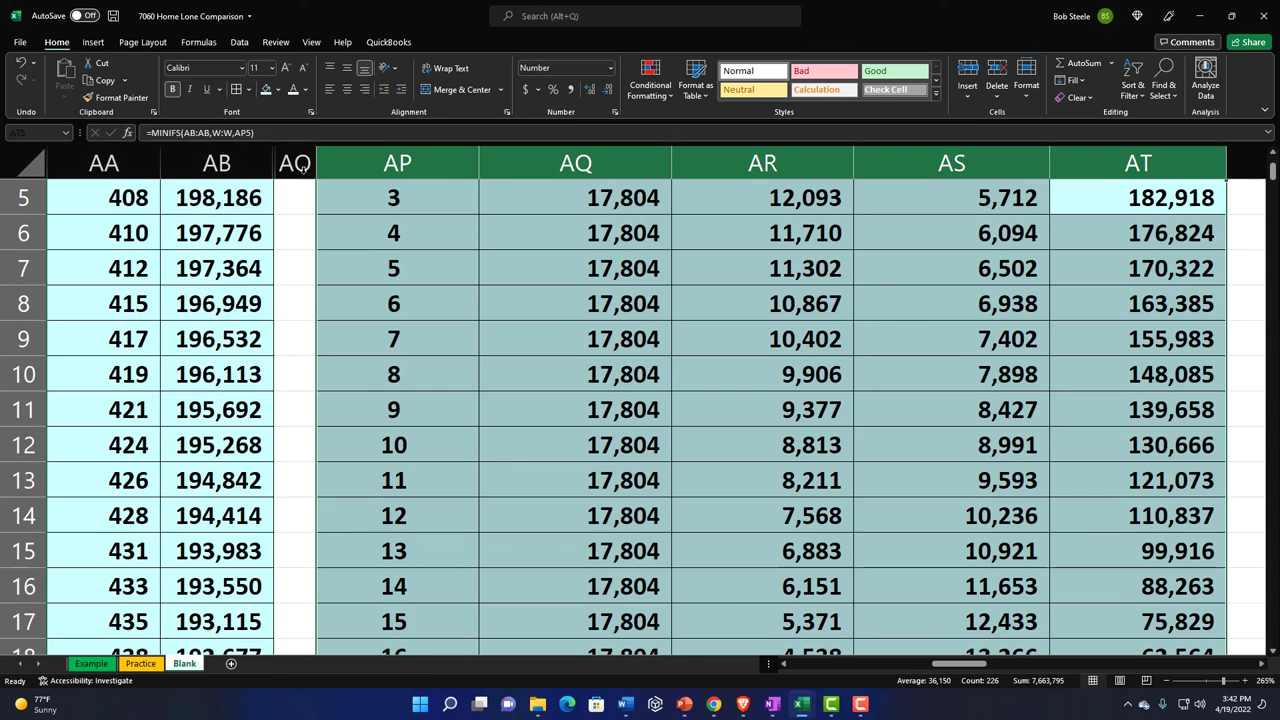 AutoSave Off 7060 Home Lone Comparison Search (Alt+Q) Bob Steele BS
File Home Insert Page Layout Formulas Data Review View Help QuickBooks Comments Share
Cut Calibri 11 Wrap Text Number Normal Bad Good AutoSum
Copy Fill
Paste Format Painter Merge & Center Neutral Calculation Check Cell Clear
Conditional Formatting Format as Table Insert Delete Format Sort & Filter Find & Select Analyze Data
Undo Clipboard Font Alignment Number Styles Cells Editing Analysis
AT5 =MINIFS(AB:AB,W:W,AP5)
AA AB AQ AP AQ AR AS AT
5 408 198,186 3 17,804 12,093 5,712 182,918
6 410 197,776 4 17,804 11,710 6,094 176,824
7 412 197,364 5 17,804 11,302 6,502 170,322
8 415 196,949 6 17,804 10,867 6,938 163,385
9 417 196,532 7 17,804 10,402 7,402 155,983
10 419 196,113 8 17,804 9,906 7,898 148,085
11 421 195,692 9 17,804 9,377 8,427 139,658
12 424 195,268 10 17,804 8,813 8,991 130,666
13 426 194,842 11 17,804 8,211 9,593 121,073
14 428 194,414 12 17,804 7,568 10,236 110,837
15 431 193,983 13 17,804 6,883 10,921 99,916
16 433 193,550 14 17,804 6,151 11,653 88,263
17 435 193,115 15 17,804 5,371 12,433 75,829
Example Practice Blank
Ready Accessibility: Investigate Average: 36,150 Count: 226 Sum: 7,663,795 265%
77°F 3:42 PM
Sunny 4/19/2022